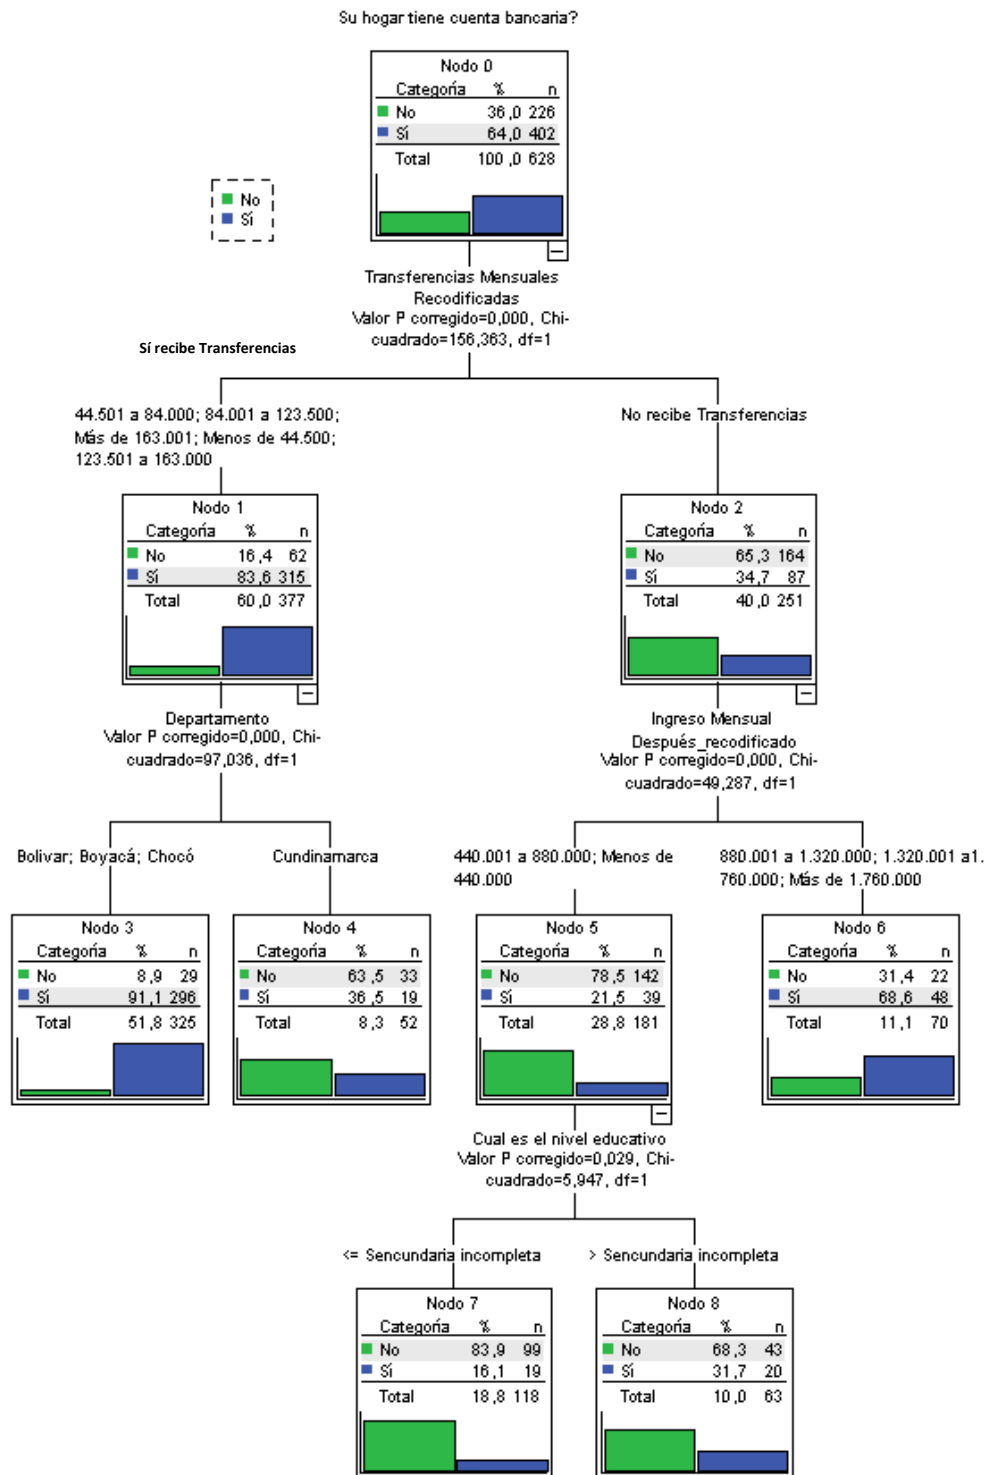 Su hogar tiene cuenta bancaria?
Nodo 0
Categoría % n
No 36,0 226
Sí 64,0 402
Total 100,0 628
No
Sí
Transferencias Mensuales
Recodificadas
Valor P corregido=0,000, Chi-
cuadrado=156,363, df=1
Sí recibe Transferencias
44.501 a 84.000; 84.001 a 123.500;
Más de 163.001; Menos de 44.500;
123.501 a 163.000
No recibe Transferencias
Nodo 1
Categoría % n
No 16,4 62
Sí 83,6 315
Total 60,0 377
Nodo 2
Categoría % n
No 65,3 164
Sí 34,7 87
Total 40,0 251
Departamento
Valor P corregido=0,000, Chi-
cuadrado=97,036, df=1
Ingreso Mensual
Después_recodificado
Valor P corregido=0,000, Chi-
cuadrado=49,287, df=1
Bolivar; Boyacá; Chocó
Cundinamarca
440.001 a 880.000; Menos de
440.000
880.001 a 1.320.000; 1.320.001 a1.
760.000; Más de 1.760.000
Nodo 3
Categoría % n
No 8,9 29
Sí 91,1 296
Total 51,8 325
Nodo 4
Categoría % n
No 63,5 33
Sí 36,5 19
Total 8,3 52
Nodo 5
Categoría % n
No 78,5 142
Sí 21,5 39
Total 28,8 181
Nodo 6
Categoría % n
No 31,4 22
Sí 68,6 48
Total 11,1 70
Cual es el nivel educativo
Valor P corregido=0,029, Chi-
cuadrado=5,947, df=1
<= Sencundaria incompleta
> Sencundaria incompleta
Nodo 7
Categoría % n
No 83,9 99
Sí 16,1 19
Total 18,8 118
Nodo 8
Categoría % n
No 68,3 43
Sí 31,7 20
Total 10,0 63